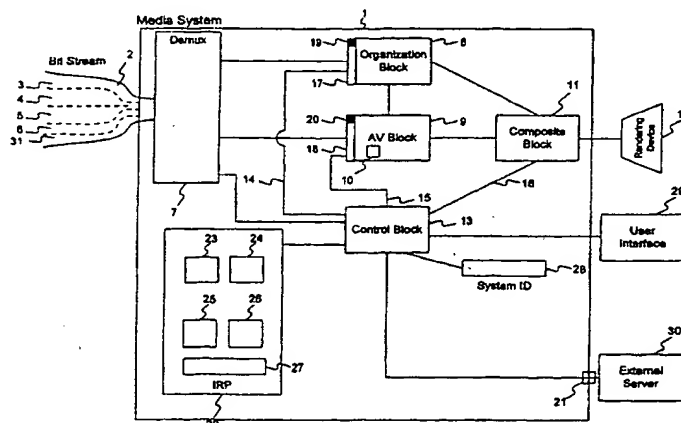 1
Media System
Demux
Bit Stream
2
3
4
5
6
31
7
19
Organization
Block
8
17
20
AV Block
9
18
10
14
15
11
Composite
Block
Rendering
Device
16
13
Control Block
29
User
Interface
System ID
28
23
24
25
26
27
IRP
30
External
Server
21